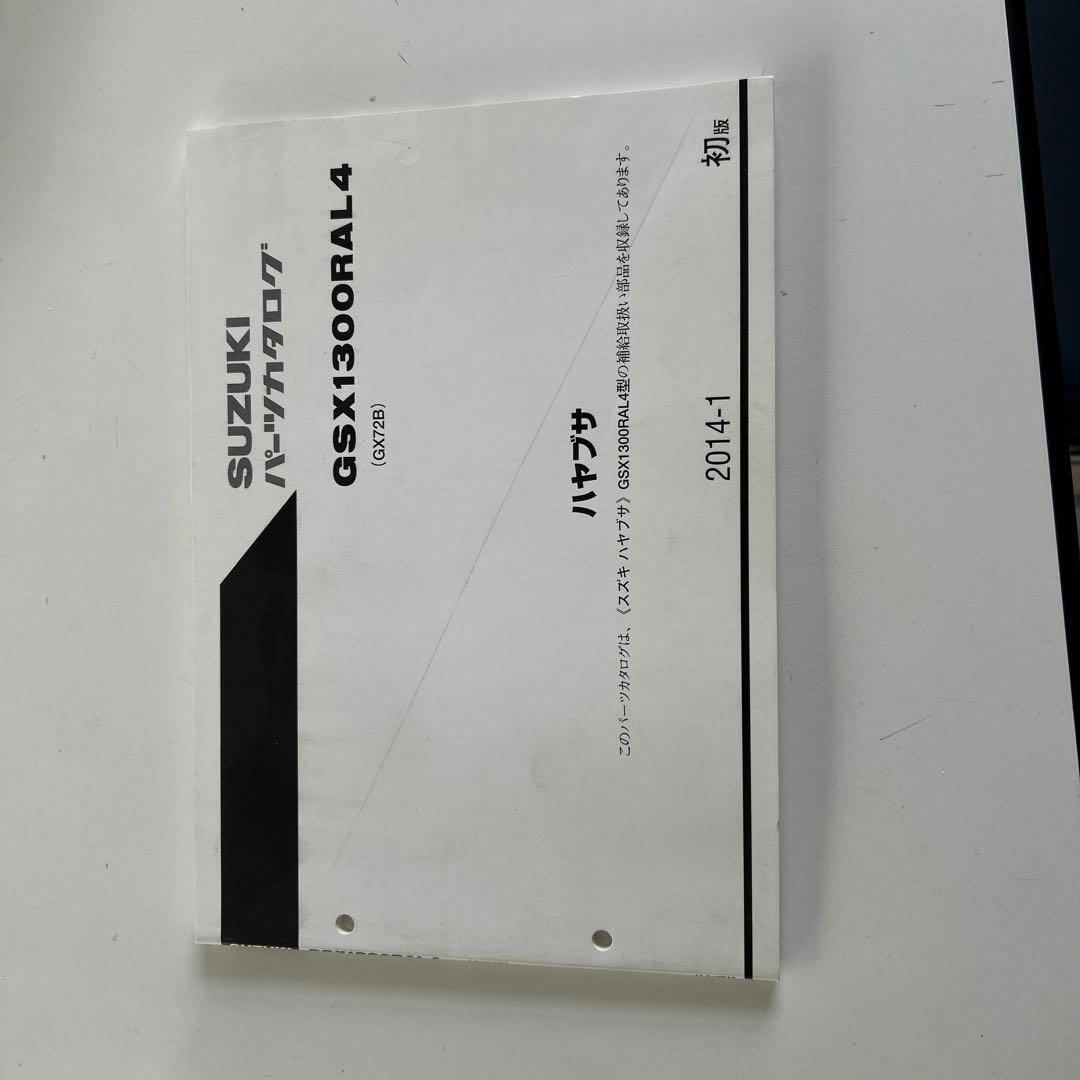 SUZUKI
パーツカタログ
GSX1300RAL4
(GX72B)
ハヤブサ
このパーツカタログは、《スズキ ハヤブサ》GSX1300RAL4型の補給取扱い部品を収録してあります。
2014-1
初版